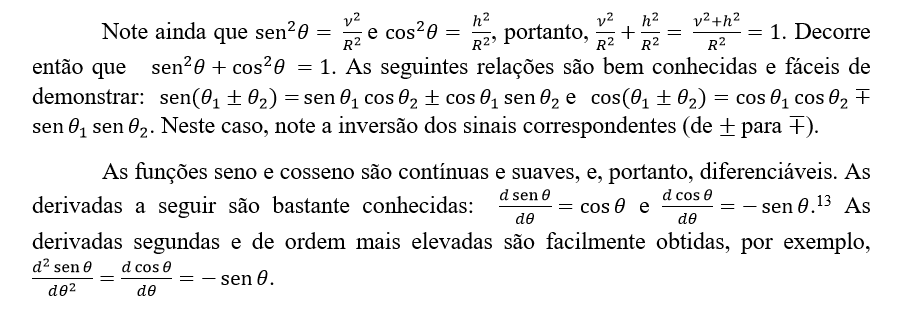 Note ainda que sen²θ = v²/R² e cos²θ = h²/R², portanto, v²/R² + h²/R² = (v²+h²)/R² = 1. Decorre
então que sen²θ + cos²θ = 1. As seguintes relações são bem conhecidas e fáceis de
demonstrar: sen(θ₁ ± θ₂) = sen θ₁ cos θ₂ ± cos θ₁ sen θ₂ e cos(θ₁ ± θ₂) = cos θ₁ cos θ₂ ∓
sen θ₁ sen θ₂. Neste caso, note a inversão dos sinais correspondentes (de ± para ∓).
As funções seno e cosseno são contínuas e suaves, e, portanto, diferenciáveis. As
derivadas a seguir são bastante conhecidas: d sen θ/dθ = cos θ e d cos θ/dθ = − sen θ.¹³ As
derivadas segundas e de ordem mais elevadas são facilmente obtidas, por exemplo,
d² sen θ/dθ² = d cos θ/dθ = − sen θ.